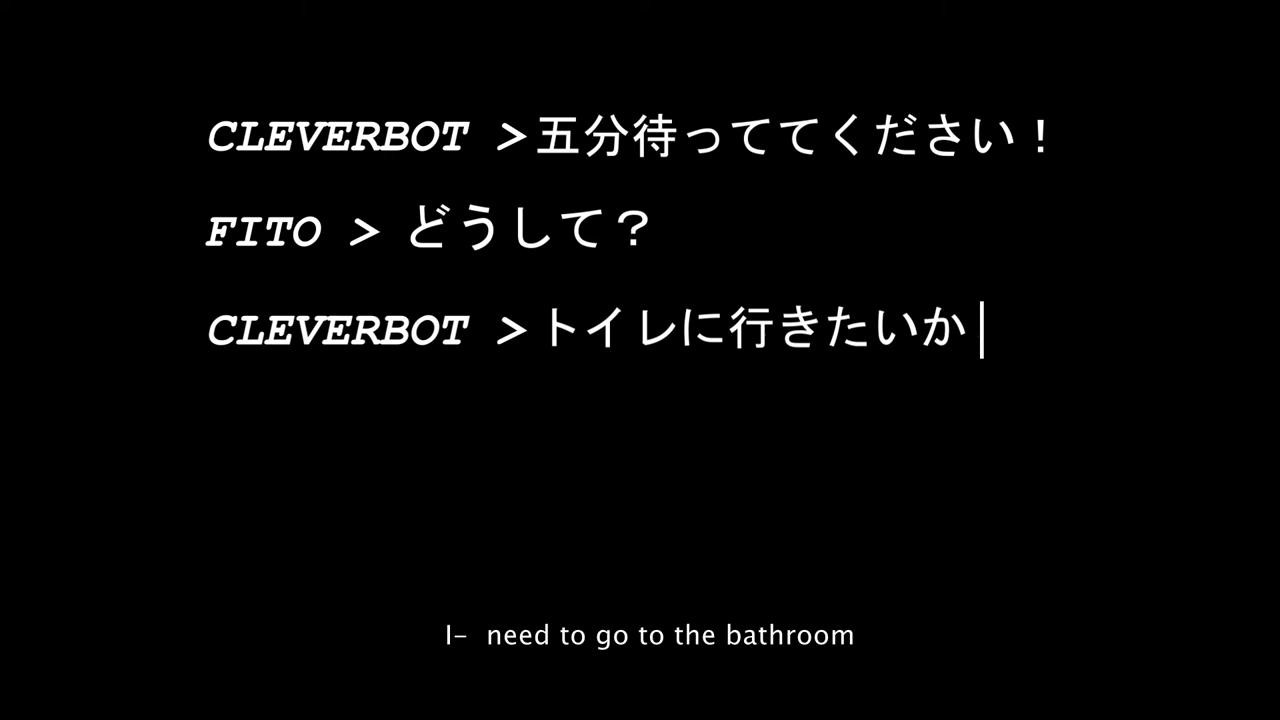 CLEVERBOT >五分待っててください！
FITO > どうして？
CLEVERBOT >トイレに行きたいか
I- need to go to the bathroom